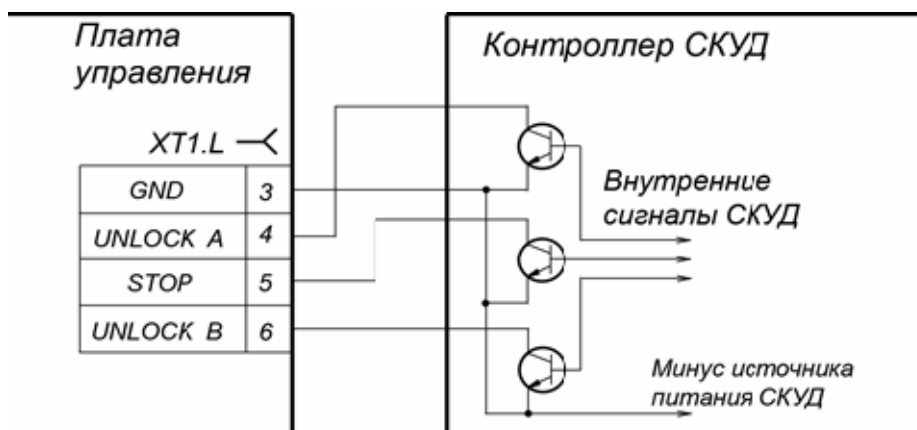 Плата
управления
Контроллер СКУД
XT1.L
GND 3
UNLOCK A 4
STOP 5
UNLOCK B 6
Внутренние
сигналы СКУД
Минус источника
питания СКУД